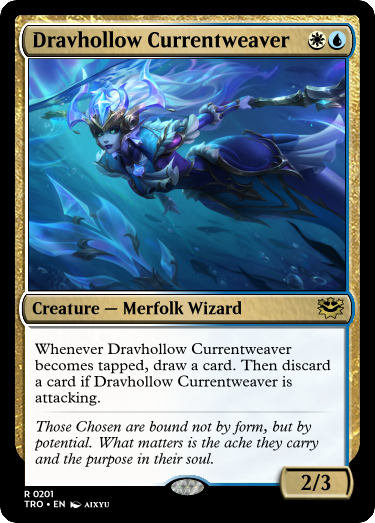 Dravhollow Currentweaver
Creature — Merfolk Wizard
Whenever Dravhollow Currentweaver
becomes tapped, draw a card. Then discard
a card if Dravhollow Currentweaver is
attacking.
Those Chosen are bound not by form, but by
potential. What matters is the ache they carry
and the purpose in their soul.
2/3
R 0201
TRO • EN AIXYU